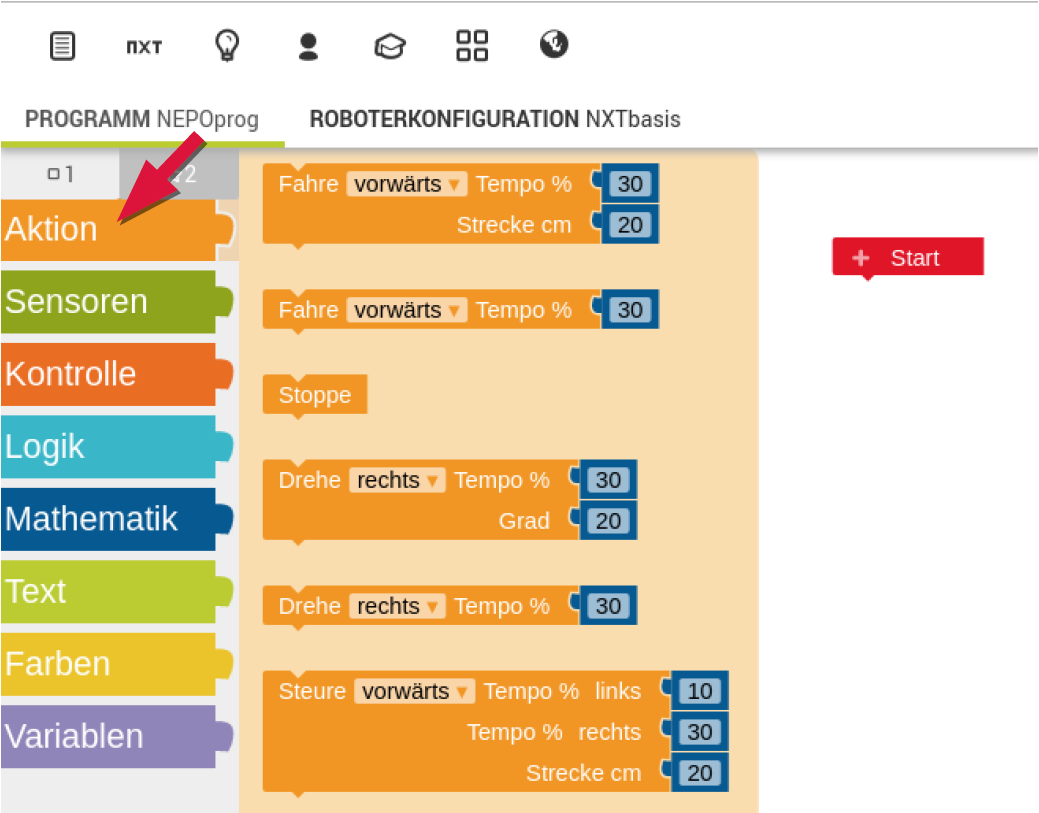 nxt
PROGRAMM NEPOprog ROBOTERKONFIGURATION NXTbasis
1 2
Aktion
Sensoren
Kontrolle
Logik
Mathematik
Text
Farben
Variablen
Fahre vorwärts Tempo % 30
Strecke cm 20
Fahre vorwärts Tempo % 30
Stoppe
Drehe rechts Tempo % 30
Grad 20
Drehe rechts Tempo % 30
Steure vorwärts Tempo % links 10
Tempo % rechts 30
Strecke cm 20
+ Start